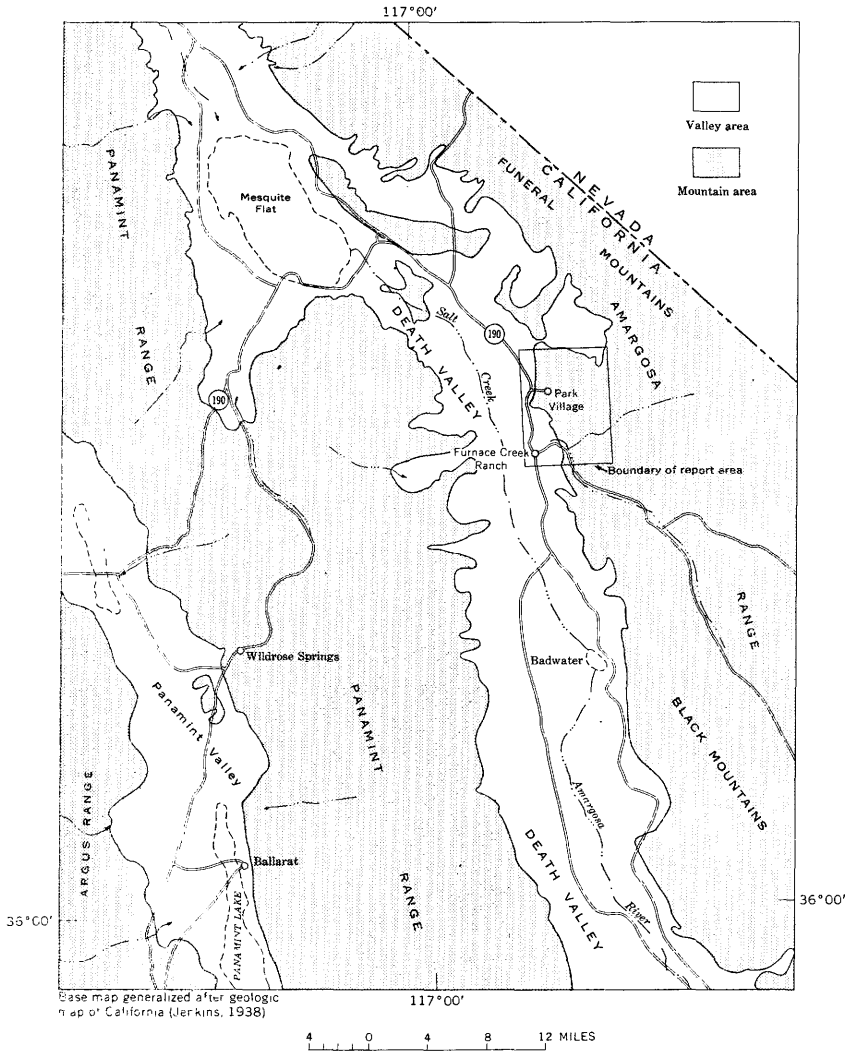 117°00'
Valley area
Mountain area
NEVADA
CALIFORNIA
FUNERAL
MOUNTAINS
AMARGOSA
RANGE
BLACK MOUNTAINS
PANAMINT
RANGE
Mesquite
Flat
190
190
DEATH VALLEY
Salt
Creek
Park
Village
Furnace Creek
Ranch
Boundary of report area
Wildrose Springs
Badwater
Panamint Valley
PANAMINT
RANGE
ARGUS RANGE
Ballarat
PANAMINT LAKE
DEATH VALLEY
Amargosa
River
36°00'
36°00'
117°00'
Base map generalized after geologic
map of California (Jenkins, 1938)
4 0 4 8 12 MILES